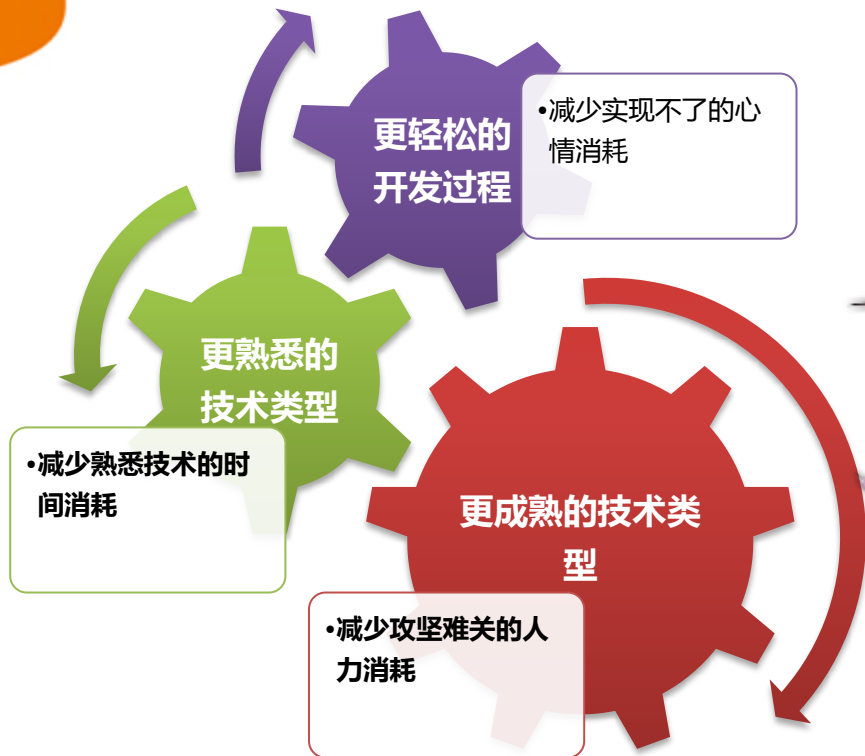 更轻松的
开发过程
•减少实现不了的心
情消耗
更熟悉的
技术类型
•减少熟悉技术的时
间消耗
更成熟的技术类
型
•减少攻坚难关的人
力消耗